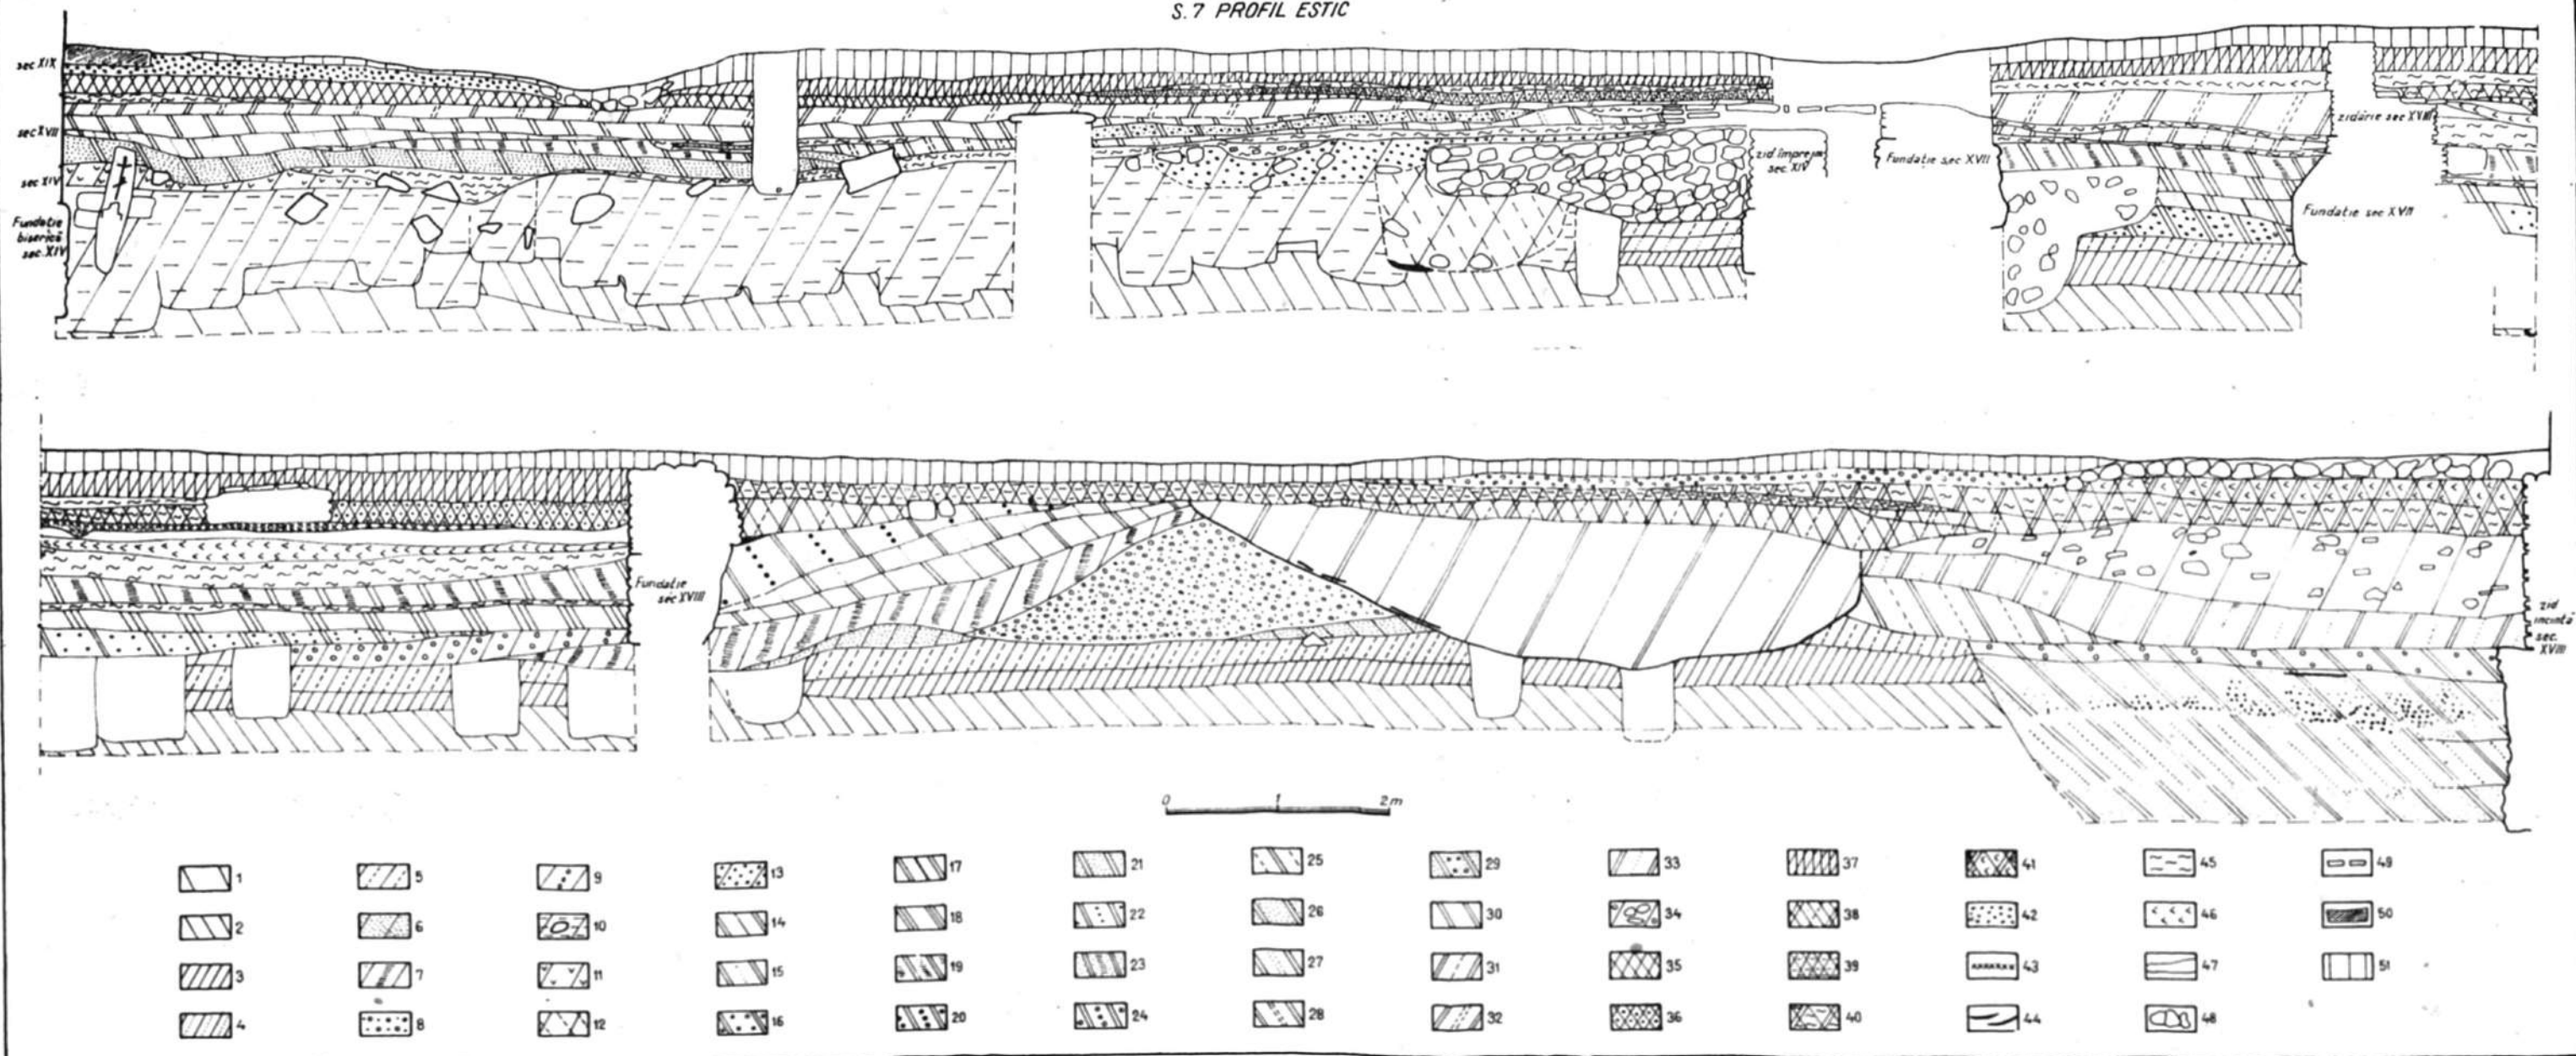 S.7 PROFIL ESTIC
sec XIX
sec XVII
sec XIV
Fundatie
biserică
sec. XIV
zid împrejm
sec. XIV
Fundatie sec XVII
zidărie sec XVIII
Fundatie sec XVII
Fundatie
sec XVIII
zid
incintă
sec.
XVIII
0 1 2m
1 5 9 13 17 21 25 29 33 37 41 45 49
2 6 10 14 18 22 26 30 34 38 42 46 50
3 7 11 15 19 23 27 31 35 39 43 47 51
4 8 12 16 20 24 28 32 36 40 44 48